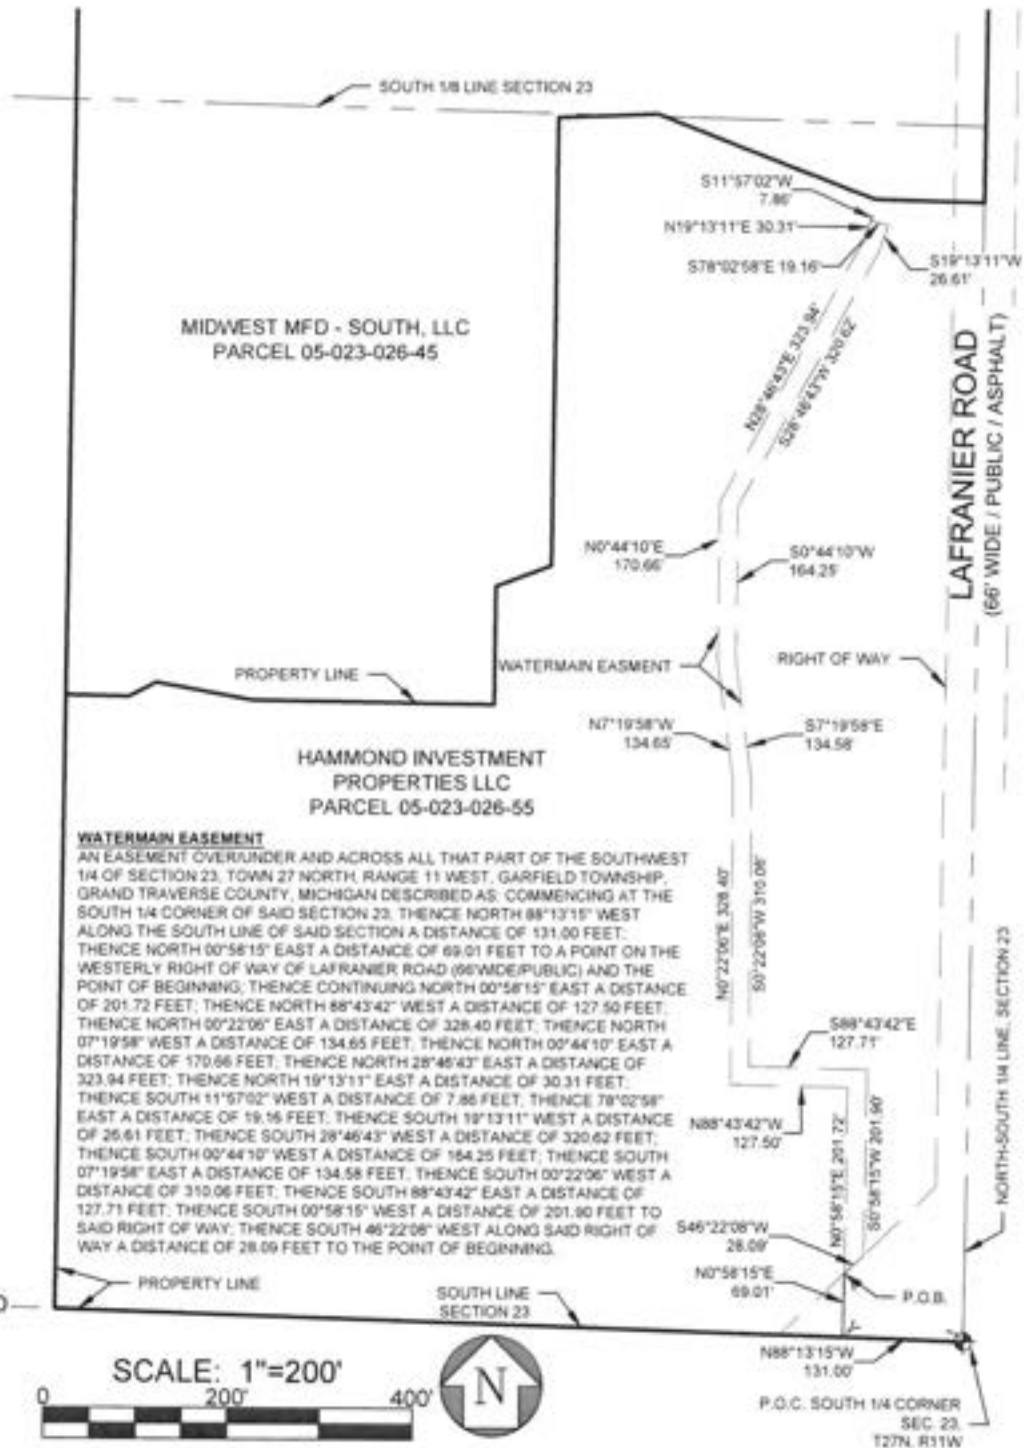 SOUTH 1/8 LINE SECTION 23
S11°57'02"W
7.86'
N19°13'11"E 30.31'
S78°02'58"E 19.16'
S19°13'11"W
26.61'
MIDWEST MFD - SOUTH, LLC
PARCEL 05-023-026-45
N28°46'43"E 323.94'
S28°46'43"W 320.62'
LAFRANIER ROAD
(66' WIDE / PUBLIC / ASPHALT)
N0°44'10"E
170.66'
S0°44'10"W
164.25'
PROPERTY LINE
WATERMAIN EASMENT
RIGHT OF WAY
N7°19'58"W
134.65'
S7°19'58"E
134.58'
HAMMOND INVESTMENT
PROPERTIES LLC
PARCEL 05-023-026-55
WATERMAIN EASEMENT
AN EASEMENT OVER/UNDER AND ACROSS ALL THAT PART OF THE SOUTHWEST
1/4 OF SECTION 23, TOWN 27 NORTH, RANGE 11 WEST, GARFIELD TOWNSHIP,
GRAND TRAVERSE COUNTY, MICHIGAN DESCRIBED AS: COMMENCING AT THE
SOUTH 1/4 CORNER OF SAID SECTION 23, THENCE NORTH 88°13'15" WEST
ALONG THE SOUTH LINE OF SAID SECTION A DISTANCE OF 131.00 FEET;
THENCE NORTH 00°58'15" EAST A DISTANCE OF 69.01 FEET TO A POINT ON THE
WESTERLY RIGHT OF WAY OF LAFRANIER ROAD (66'WIDE/PUBLIC) AND THE
POINT OF BEGINNING; THENCE CONTINUING NORTH 00°58'15" EAST A DISTANCE
OF 201.72 FEET; THENCE NORTH 88°43'42" WEST A DISTANCE OF 127.50 FEET;
THENCE NORTH 00°22'06" EAST A DISTANCE OF 328.40 FEET; THENCE NORTH
07°19'58" WEST A DISTANCE OF 134.65 FEET; THENCE NORTH 00°44'10" EAST A
DISTANCE OF 170.66 FEET; THENCE NORTH 28°46'43" EAST A DISTANCE OF
323.94 FEET; THENCE NORTH 19°13'11" EAST A DISTANCE OF 30.31 FEET;
THENCE SOUTH 11°57'02" WEST A DISTANCE OF 7.86 FEET; THENCE 78°02'58"
EAST A DISTANCE OF 19.16 FEET; THENCE SOUTH 19°13'11" WEST A DISTANCE
OF 26.61 FEET; THENCE SOUTH 28°46'43" WEST A DISTANCE OF 320.62 FEET;
THENCE SOUTH 00°44'10" WEST A DISTANCE OF 164.25 FEET; THENCE SOUTH
07°19'58" EAST A DISTANCE OF 134.58 FEET; THENCE SOUTH 00°22'06" WEST A
DISTANCE OF 310.06 FEET; THENCE SOUTH 88°43'42" EAST A DISTANCE OF
127.71 FEET; THENCE SOUTH 00°58'15" WEST A DISTANCE OF 201.90 FEET TO
SAID RIGHT OF WAY; THENCE SOUTH 46°22'08" WEST ALONG SAID RIGHT OF
WAY A DISTANCE OF 28.09 FEET TO THE POINT OF BEGINNING.
N0°22'06"E 328.40'
S0°22'06"W 310.06'
S88°43'42"E
127.71'
N88°43'42"W
127.50'
N0°58'15"E 201.72'
S0°58'15"W 201.90'
NORTH-SOUTH 1/4 LINE, SECTION 23
S46°22'08"W
28.09'
N0°58'15"E
69.01'
P.O.B.
PROPERTY LINE
SOUTH LINE
SECTION 23
N88°13'15"W
131.00'
P.O.C. SOUTH 1/4 CORNER
SEC. 23,
T27N, R11W
SCALE: 1"=200'
0 200' 400'
N